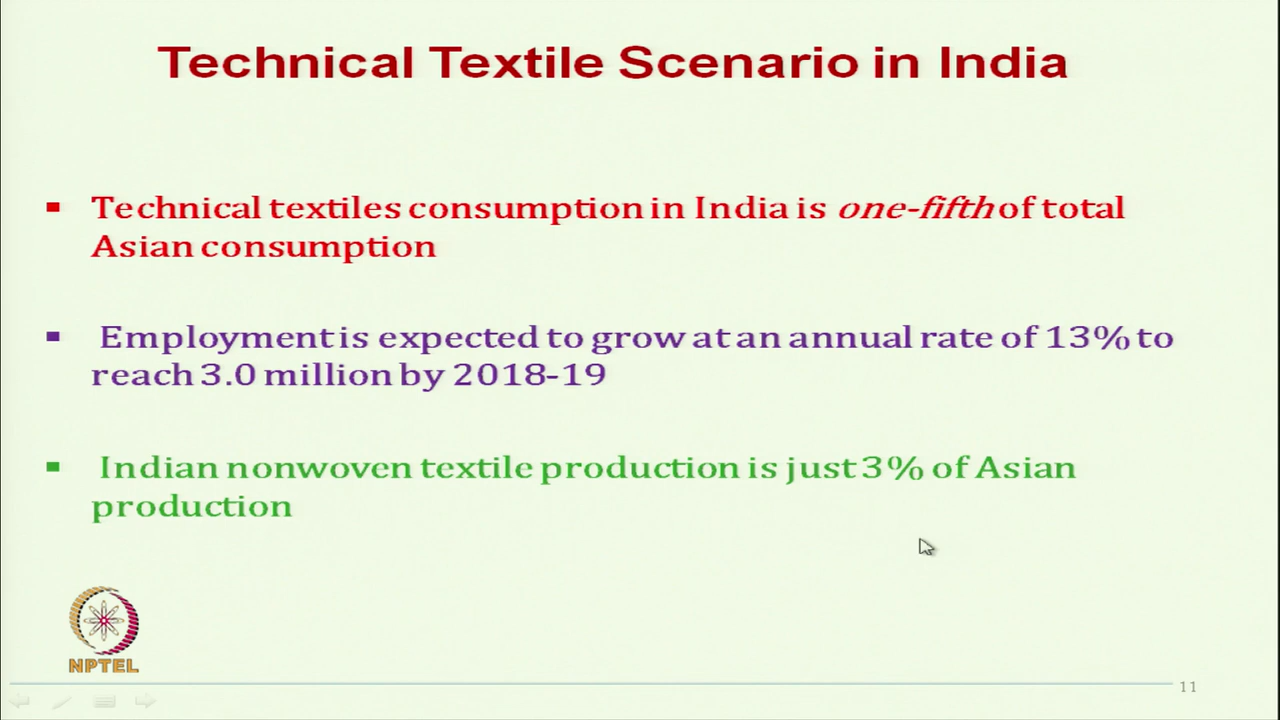 Technical Textile Scenario in India
▪ Technical textiles consumption in India is one-fifth of total
Asian consumption
▪ Employment is expected to grow at an annual rate of 13% to
reach 3.0 million by 2018-19
▪ Indian nonwoven textile production is just 3% of Asian
production
NPTEL
11